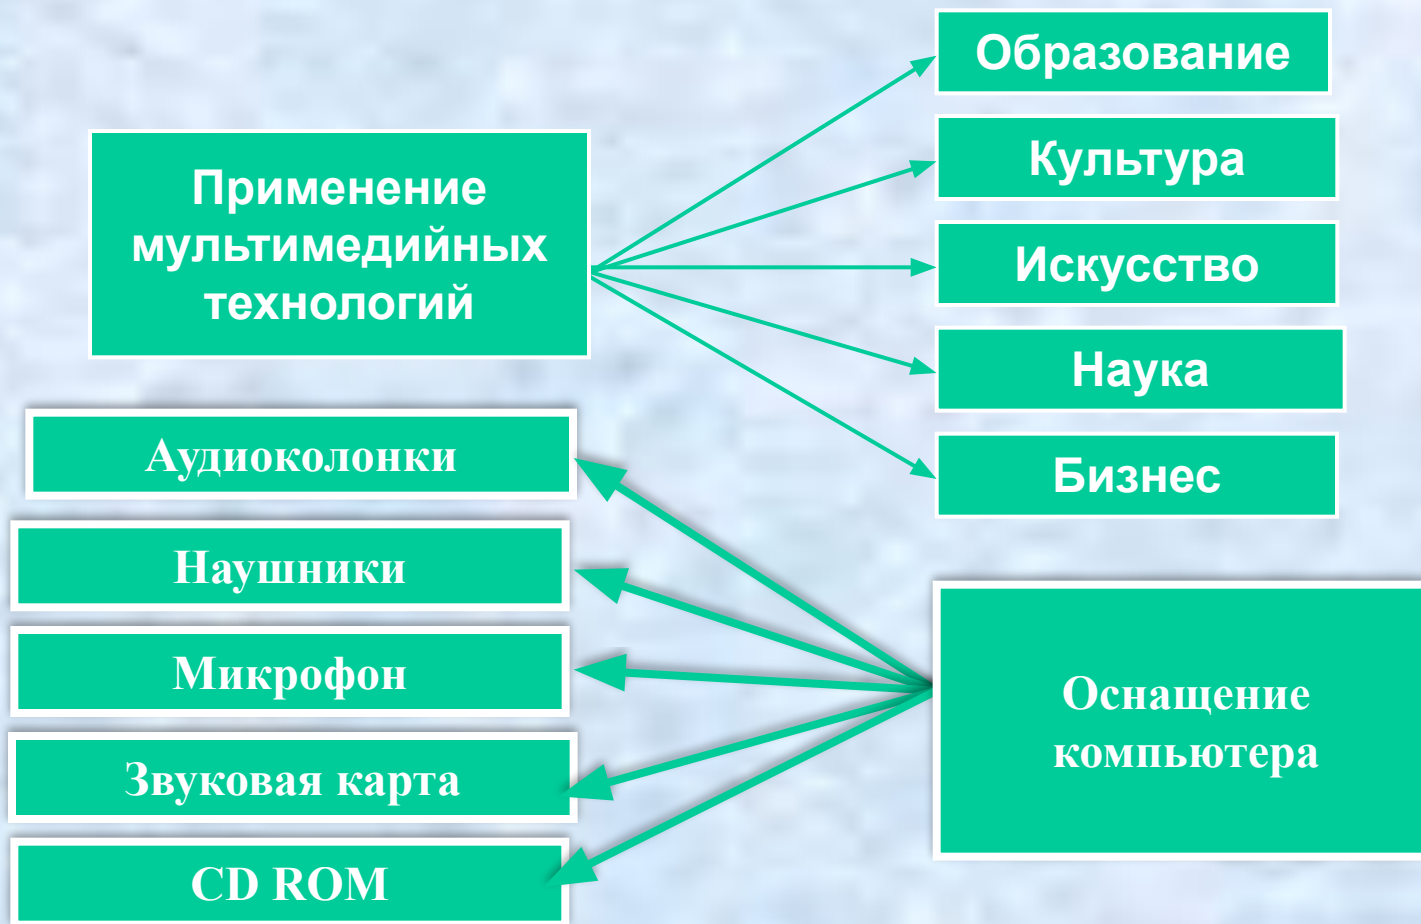 Применение
мультимедийных
технологий
Образование
Культура
Искусство
Наука
Бизнес
Аудиоколонки
Наушники
Микрофон
Звуковая карта
CD ROM
Оснащение
компьютера